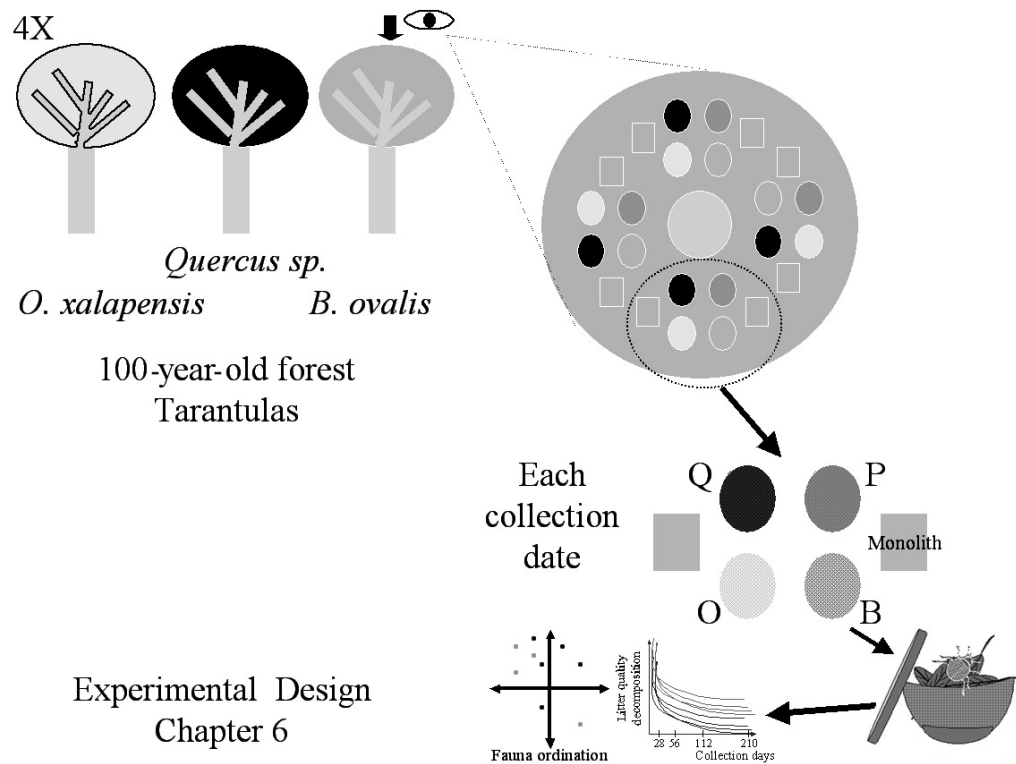 4X
Quercus sp.
O. xalapensis B. ovalis
100-year-old forest
Tarantulas
Each
collection
date
Q P
Monolith
O B
Litter quality
decomposition
28 56 112 210
Collection days
Fauna ordination
Experimental Design
Chapter 6